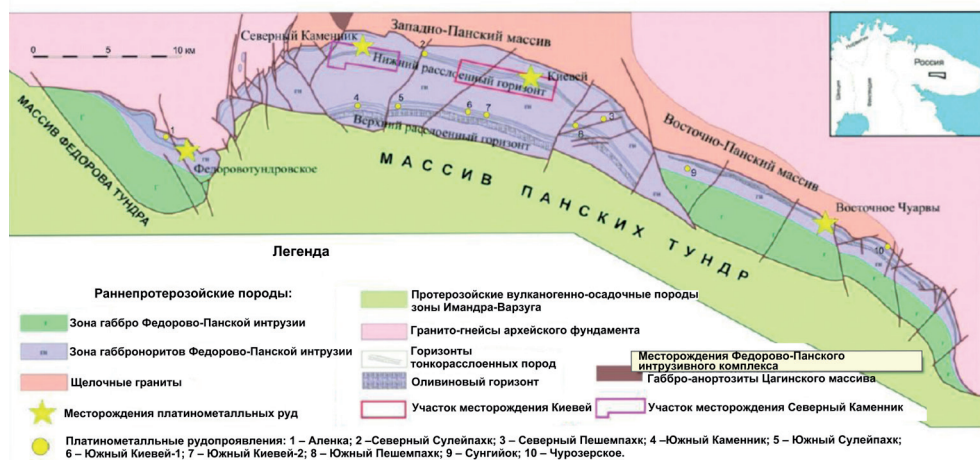 Северный Каменник
Западно-Панский массив
0 5 10 км
2
Нижний расслоенный горизонт
Киевей
Россия
Швеция
Финляндия
4
5
6
7
8
3
Верхний расслоенный горизонт
1
Федоровотундровское
МАССИВ ФЕДОРОВА ТУНДРА
Восточно-Панский массив
9
МАССИВ ПАНСКИХ ТУНДР
Восточное Чуарвы
10
Легенда
Раннепротерозойские породы:
г Зона габбро Федорово-Панской интрузии
гн Зона габброноритов Федорово-Панской интрузии
Щелочные граниты
Протерозойские вулканогенно-осадочные породы
зоны Имандра-Варзуга
Гранито-гнейсы архейского фундамента
Горизонты
тонкорасслоенных пород
Оливиновый горизонт
Месторождения Федорово-Панского
интрузивного комплекса
Габбро-анортозиты Цагинского массива
Месторождения платинометалльных руд
Участок месторождения Киевей
Участок месторождения Северный Каменник
Платинометалльные рудопроявления: 1 – Аленка; 2 –Северный Сулейпахк; 3 – Северный Пешемпахк; 4 –Южный Каменник; 5 – Южный Сулейпахк;
6 – Южный Киевей-1; 7 – Южный Киевей-2; 8 – Южный Пешемпахк; 9 – Сунгийок; 10 – Чурозерское.